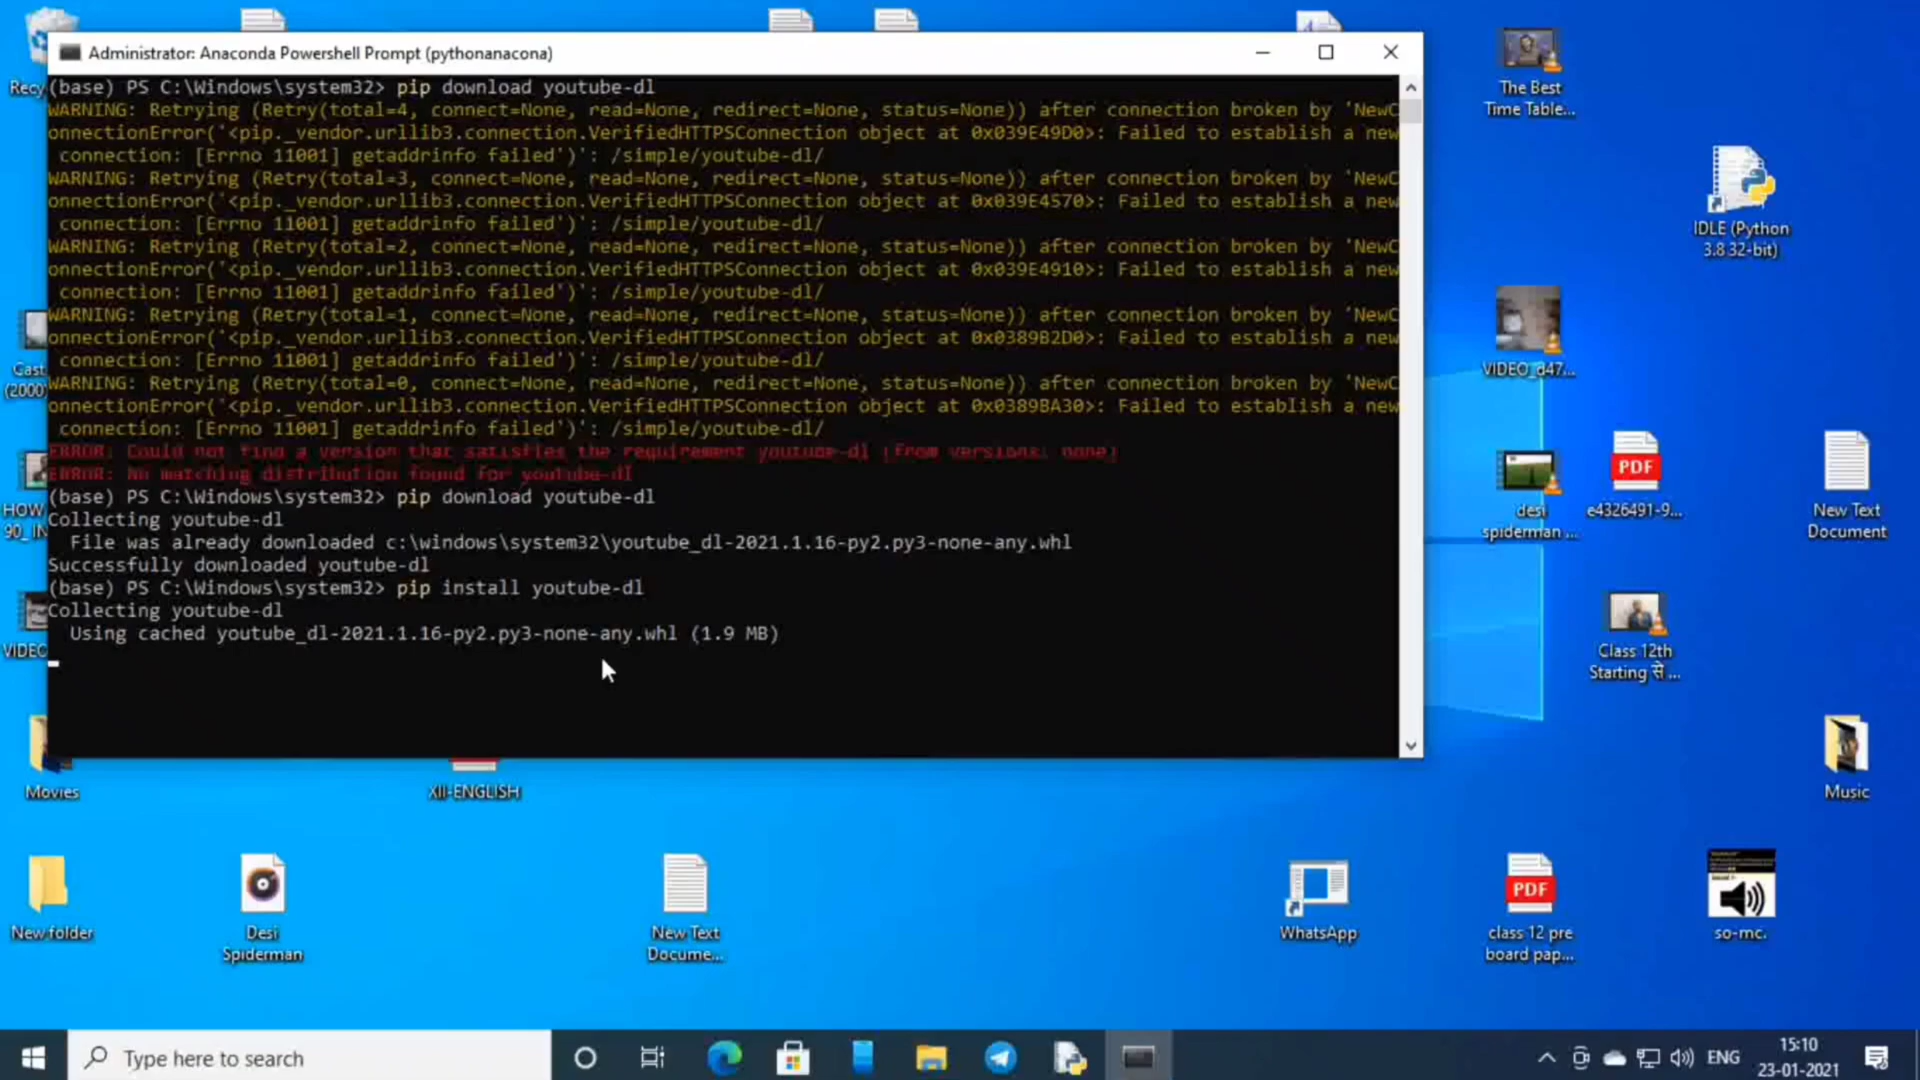 Administrator: Anaconda Powershell Prompt (pythonanacona)
(base) PS C:\Windows\system32> pip download youtube-dl
WARNING: Retrying (Retry(total=4, connect=None, read=None, redirect=None, status=None)) after connection broken by 'NewC
onnectionError('<pip._vendor.urllib3.connection.VerifiedHTTPSConnection object at 0x039E49D0>: Failed to establish a new
connection: [Errno 11001] getaddrinfo failed')': /simple/youtube-dl/
WARNING: Retrying (Retry(total=3, connect=None, read=None, redirect=None, status=None)) after connection broken by 'NewC
onnectionError('<pip._vendor.urllib3.connection.VerifiedHTTPSConnection object at 0x039E4570>: Failed to establish a new
connection: [Errno 11001] getaddrinfo failed')': /simple/youtube-dl/
WARNING: Retrying (Retry(total=2, connect=None, read=None, redirect=None, status=None)) after connection broken by 'NewC
onnectionError('<pip._vendor.urllib3.connection.VerifiedHTTPSConnection object at 0x039E4910>: Failed to establish a new
connection: [Errno 11001] getaddrinfo failed')': /simple/youtube-dl/
WARNING: Retrying (Retry(total=1, connect=None, read=None, redirect=None, status=None)) after connection broken by 'NewC
onnectionError('<pip._vendor.urllib3.connection.VerifiedHTTPSConnection object at 0x0389B2D0>: Failed to establish a new
connection: [Errno 11001] getaddrinfo failed')': /simple/youtube-dl/
WARNING: Retrying (Retry(total=0, connect=None, read=None, redirect=None, status=None)) after connection broken by 'NewC
onnectionError('<pip._vendor.urllib3.connection.VerifiedHTTPSConnection object at 0x0389BA30>: Failed to establish a new
connection: [Errno 11001] getaddrinfo failed')': /simple/youtube-dl/
ERROR: Could not find a version that satisfies the requirement youtube-dl (from versions: none)
ERROR: No matching distribution found for youtube-dl
(base) PS C:\Windows\system32> pip download youtube-dl
Collecting youtube-dl
File was already downloaded c:\windows\system32\youtube_dl-2021.1.16-py2.py3-none-any.whl
Successfully downloaded youtube-dl
(base) PS C:\Windows\system32> pip install youtube-dl
Collecting youtube-dl
Using cached youtube_dl-2021.1.16-py2.py3-none-any.whl (1.9 MB)
Recy
Cast
(2000)
HOW
90_IN
VIDEO
The Best
Time Table...
IDLE (Python
3.8 32-bit)
VIDEO_d47...
desi
spiderman ...
PDF
e4326491-9...
New Text
Document
Class 12th
Starting से ...
Movies
XII-ENGLISH
Music
New folder
Desi
Spiderman
New Text
Docume...
WhatsApp
PDF
class 12 pre
board pap...
so-mc.
Type here to search
ENG
15:10
23-01-2021